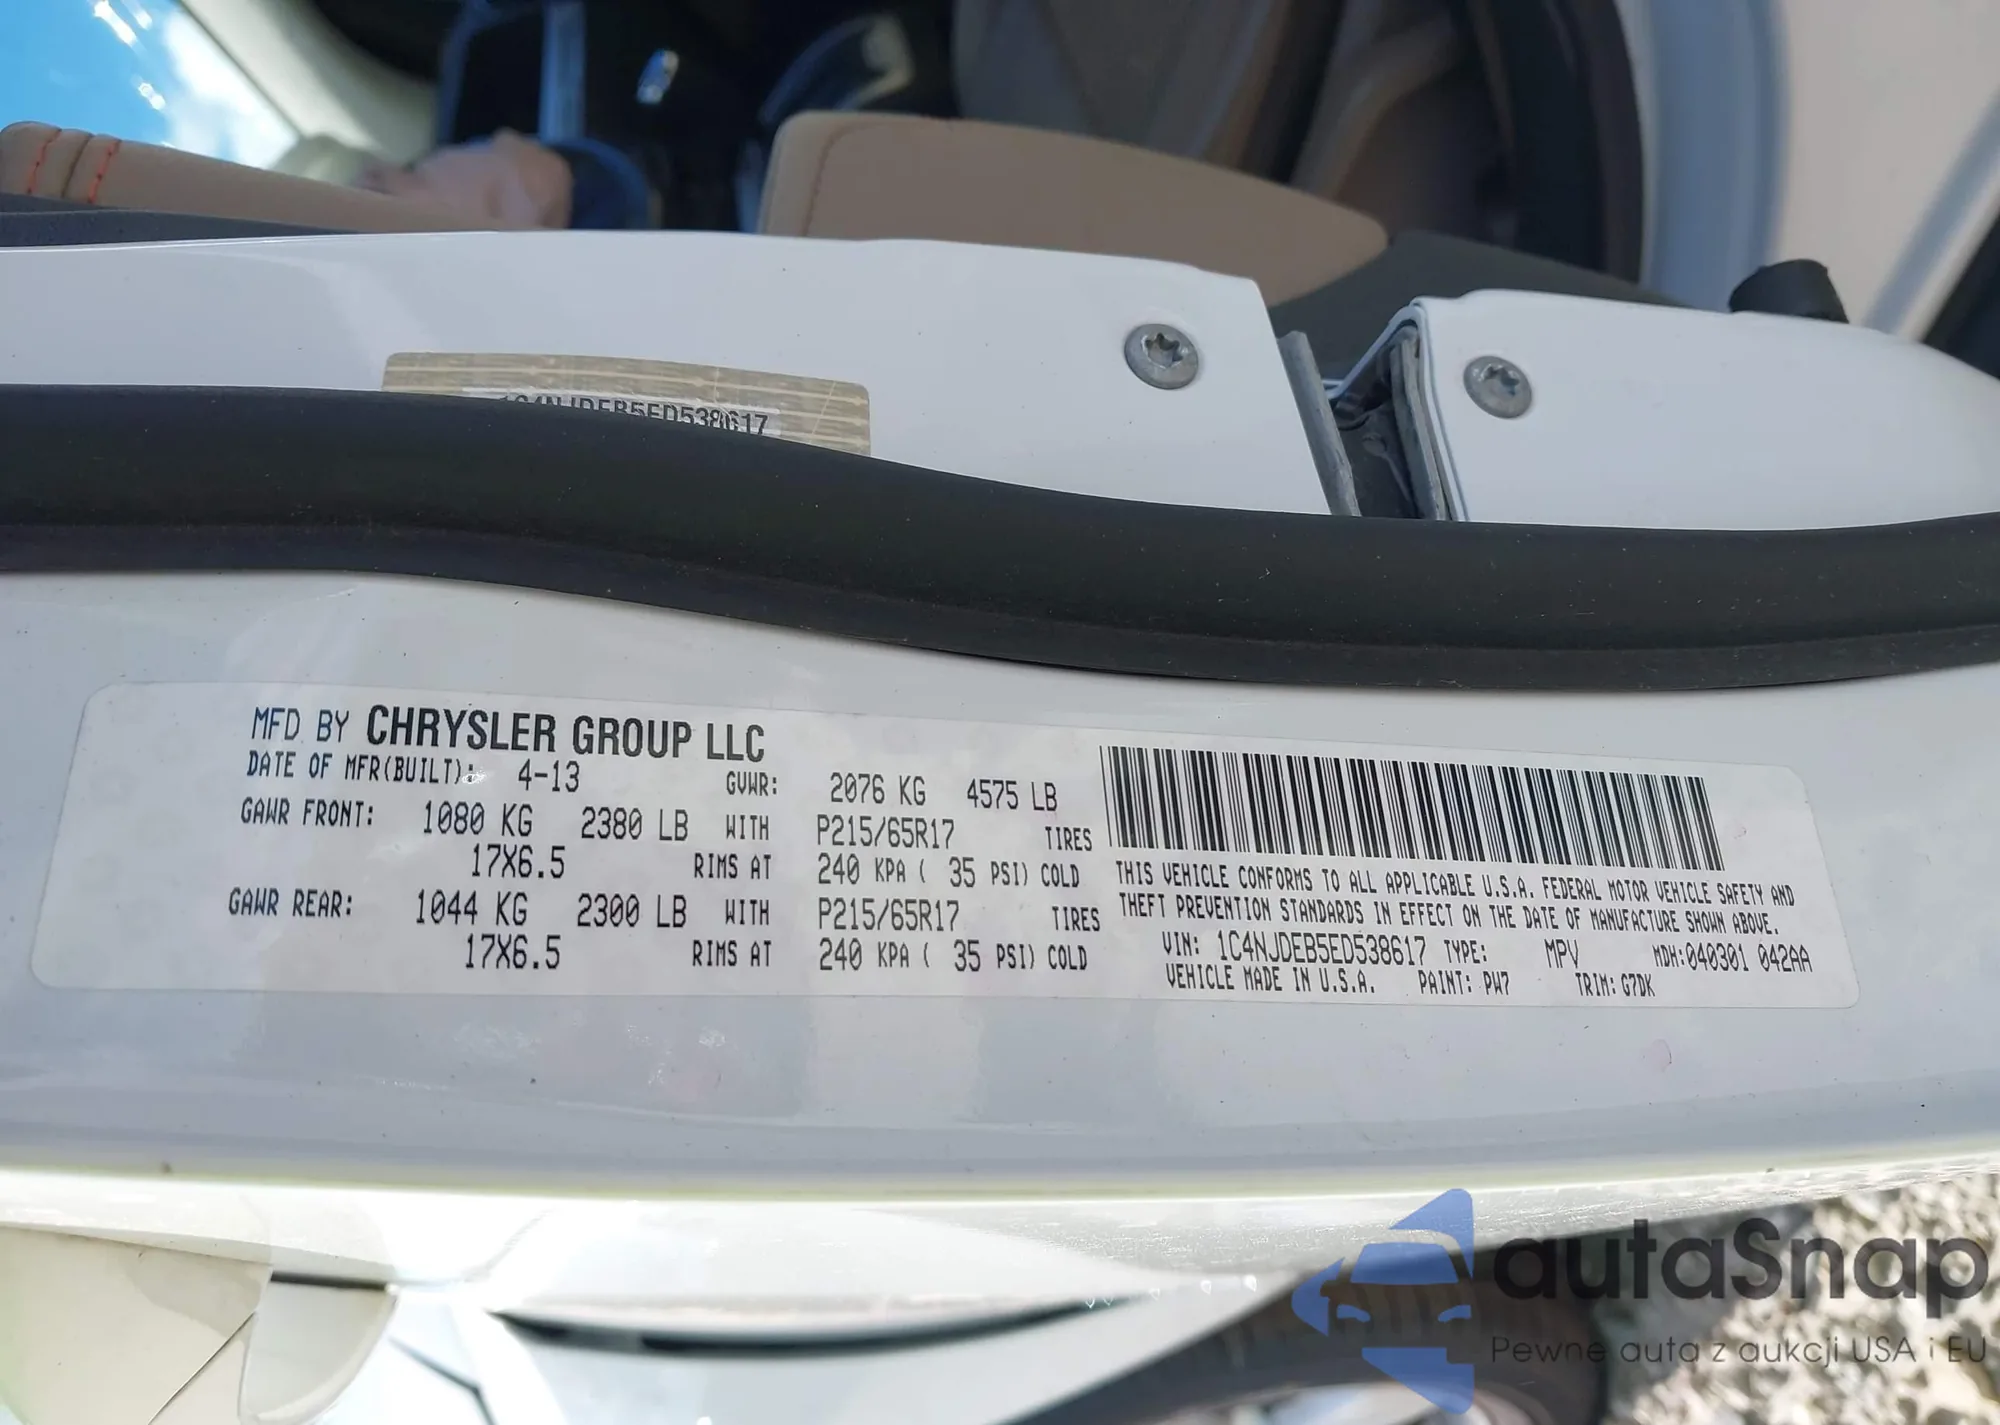 1C4NJDEB5ED538617
MFD BY CHRYSLER GROUP LLC
DATE OF MFR(BUILT): 4-13 GVWR: 2076 KG 4575 LB
GAWR FRONT: 1080 KG 2380 LB WITH P215/65R17 TIRES
17X6.5 RIMS AT 240 KPA ( 35 PSI) COLD
GAWR REAR: 1044 KG 2300 LB WITH P215/65R17 TIRES
17X6.5 RIMS AT 240 KPA ( 35 PSI) COLD
THIS VEHICLE CONFORMS TO ALL APPLICABLE U.S.A. FEDERAL MOTOR VEHICLE SAFETY AND
THEFT PREVENTION STANDARDS IN EFFECT ON THE DATE OF MANUFACTURE SHOWN ABOVE.
VIN: 1C4NJDEB5ED538617 TYPE: MPV MDH:040301 042AA
VEHICLE MADE IN U.S.A. PAINT: PW7 TRIM: G7DK
autaSnap
Pewne auta z aukcji USA i EU